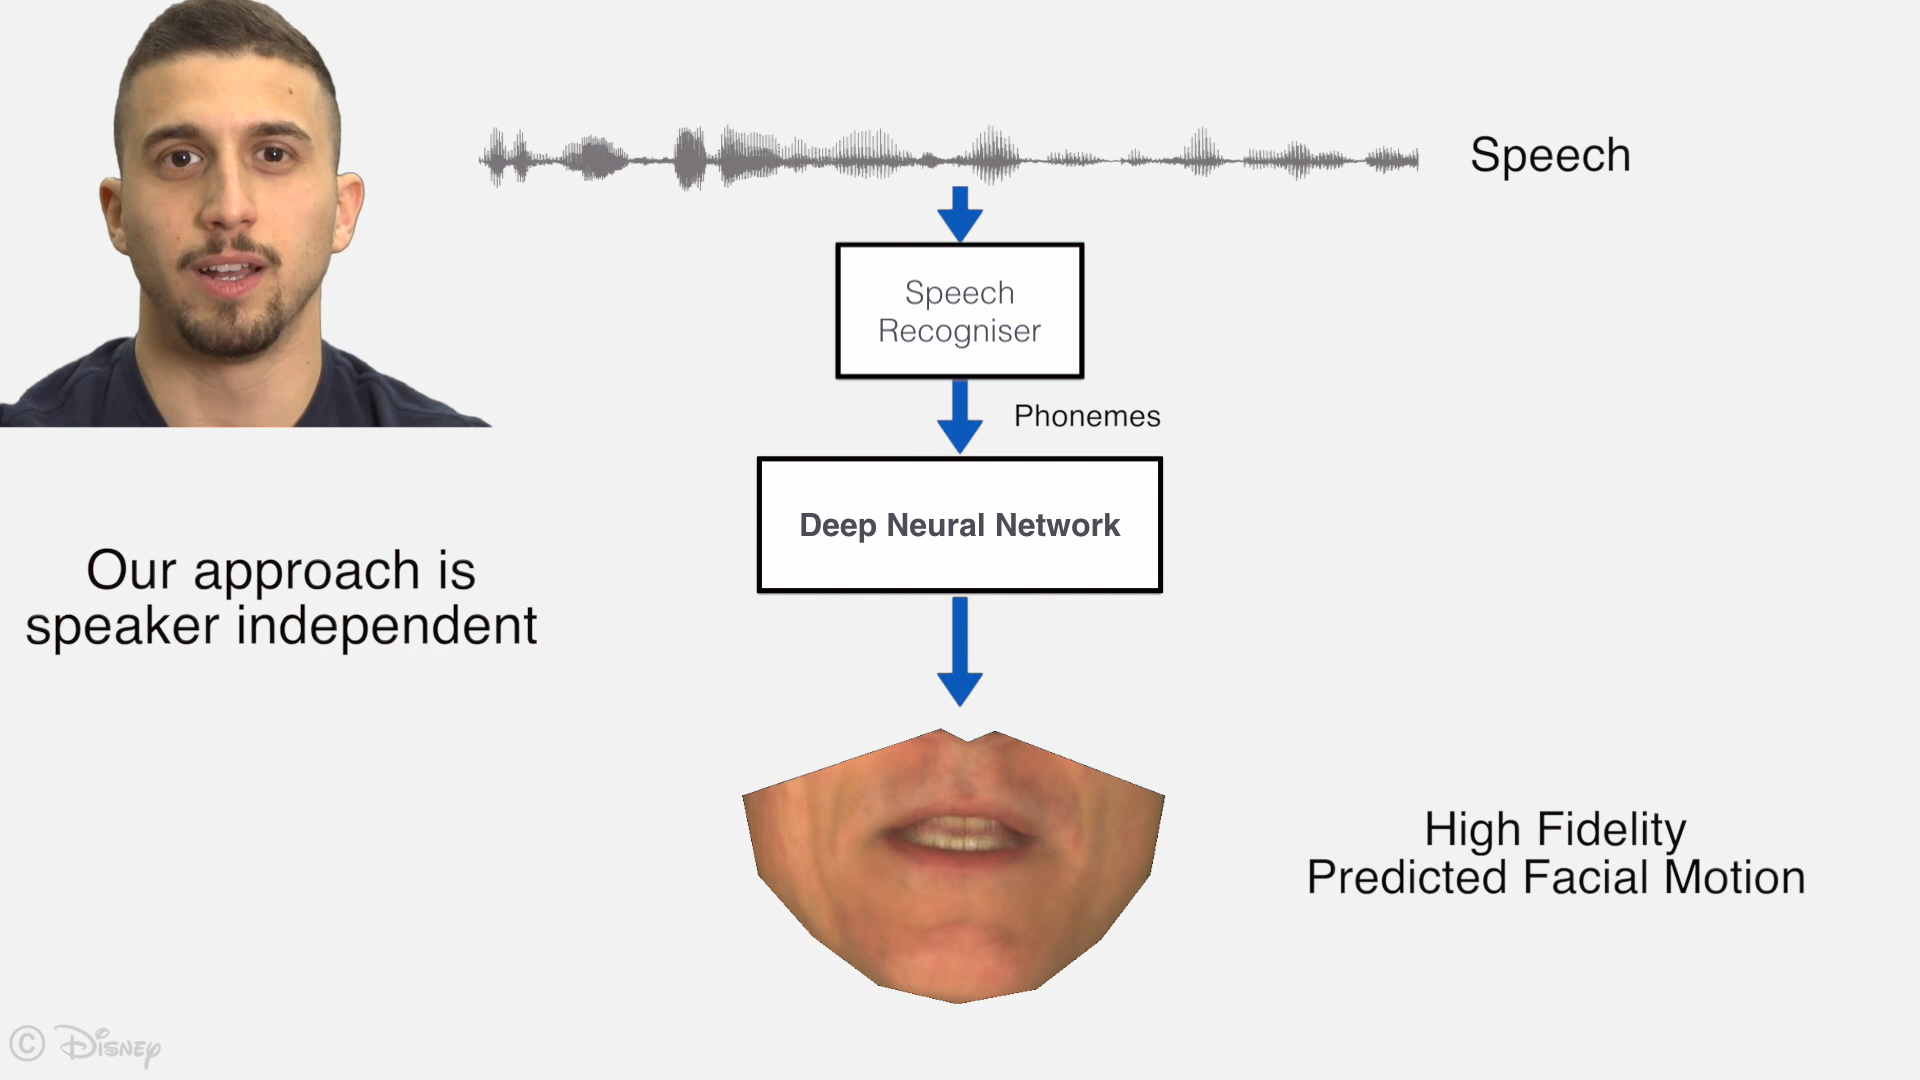 Speech
Speech
Recogniser
Phonemes
Deep Neural Network
Our approach is
speaker independent
High Fidelity
Predicted Facial Motion
© Disney